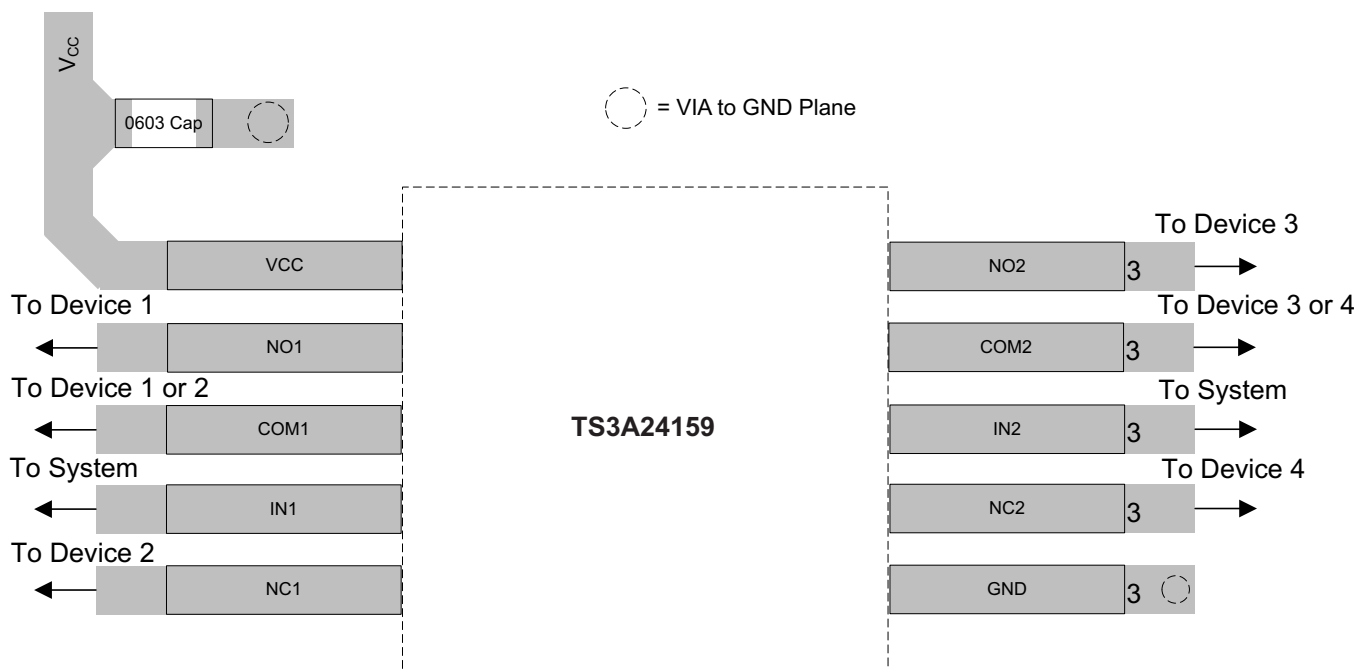 VCC
0603 Cap
= VIA to GND Plane
VCC
To Device 1
NO1
To Device 1 or 2
COM1
To System
IN1
To Device 2
NC1
TS3A24159
To Device 3
NO2
3
To Device 3 or 4
COM2
3
To System
IN2
3
To Device 4
NC2
3
GND
3